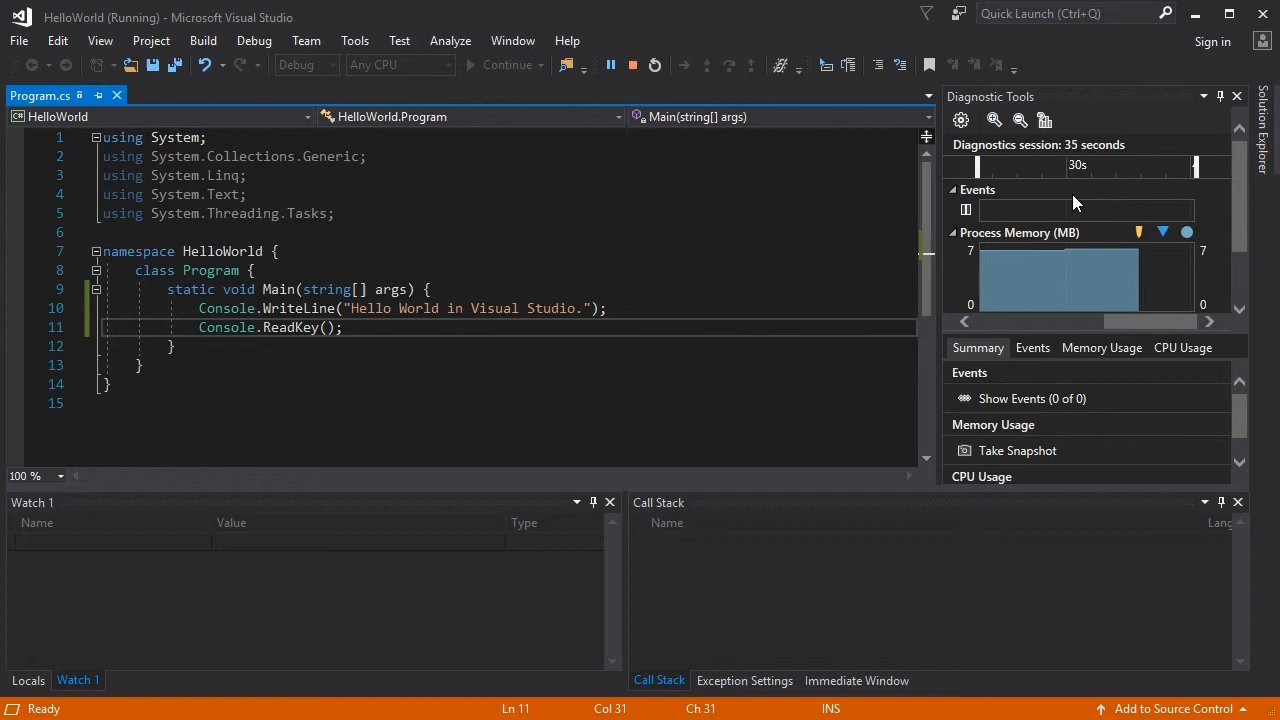 HelloWorld (Running) - Microsoft Visual Studio
Quick Launch (Ctrl+Q)
File Edit View Project Build Debug Team Tools Test Analyze Window Help
Sign in
Debug Any CPU Continue
Program.cs
HelloWorld HelloWorld.Program Main(string[] args)
1 using System;
2 using System.Collections.Generic;
3 using System.Linq;
4 using System.Text;
5 using System.Threading.Tasks;
6
7 namespace HelloWorld {
8 class Program {
9 static void Main(string[] args) {
10 Console.WriteLine("Hello World in Visual Studio.");
11 Console.ReadKey();
12 }
13 }
14 }
15
100 %
Diagnostic Tools
Diagnostics session: 35 seconds
30s
Events
Process Memory (MB)
7 7
0 0
Summary Events Memory Usage CPU Usage
Events
Show Events (0 of 0)
Memory Usage
Take Snapshot
CPU Usage
Solution Explorer
Watch 1
Name Value Type
Locals Watch 1
Call Stack
Name Lang
Call Stack Exception Settings Immediate Window
Ready Ln 11 Col 31 Ch 31 INS Add to Source Control